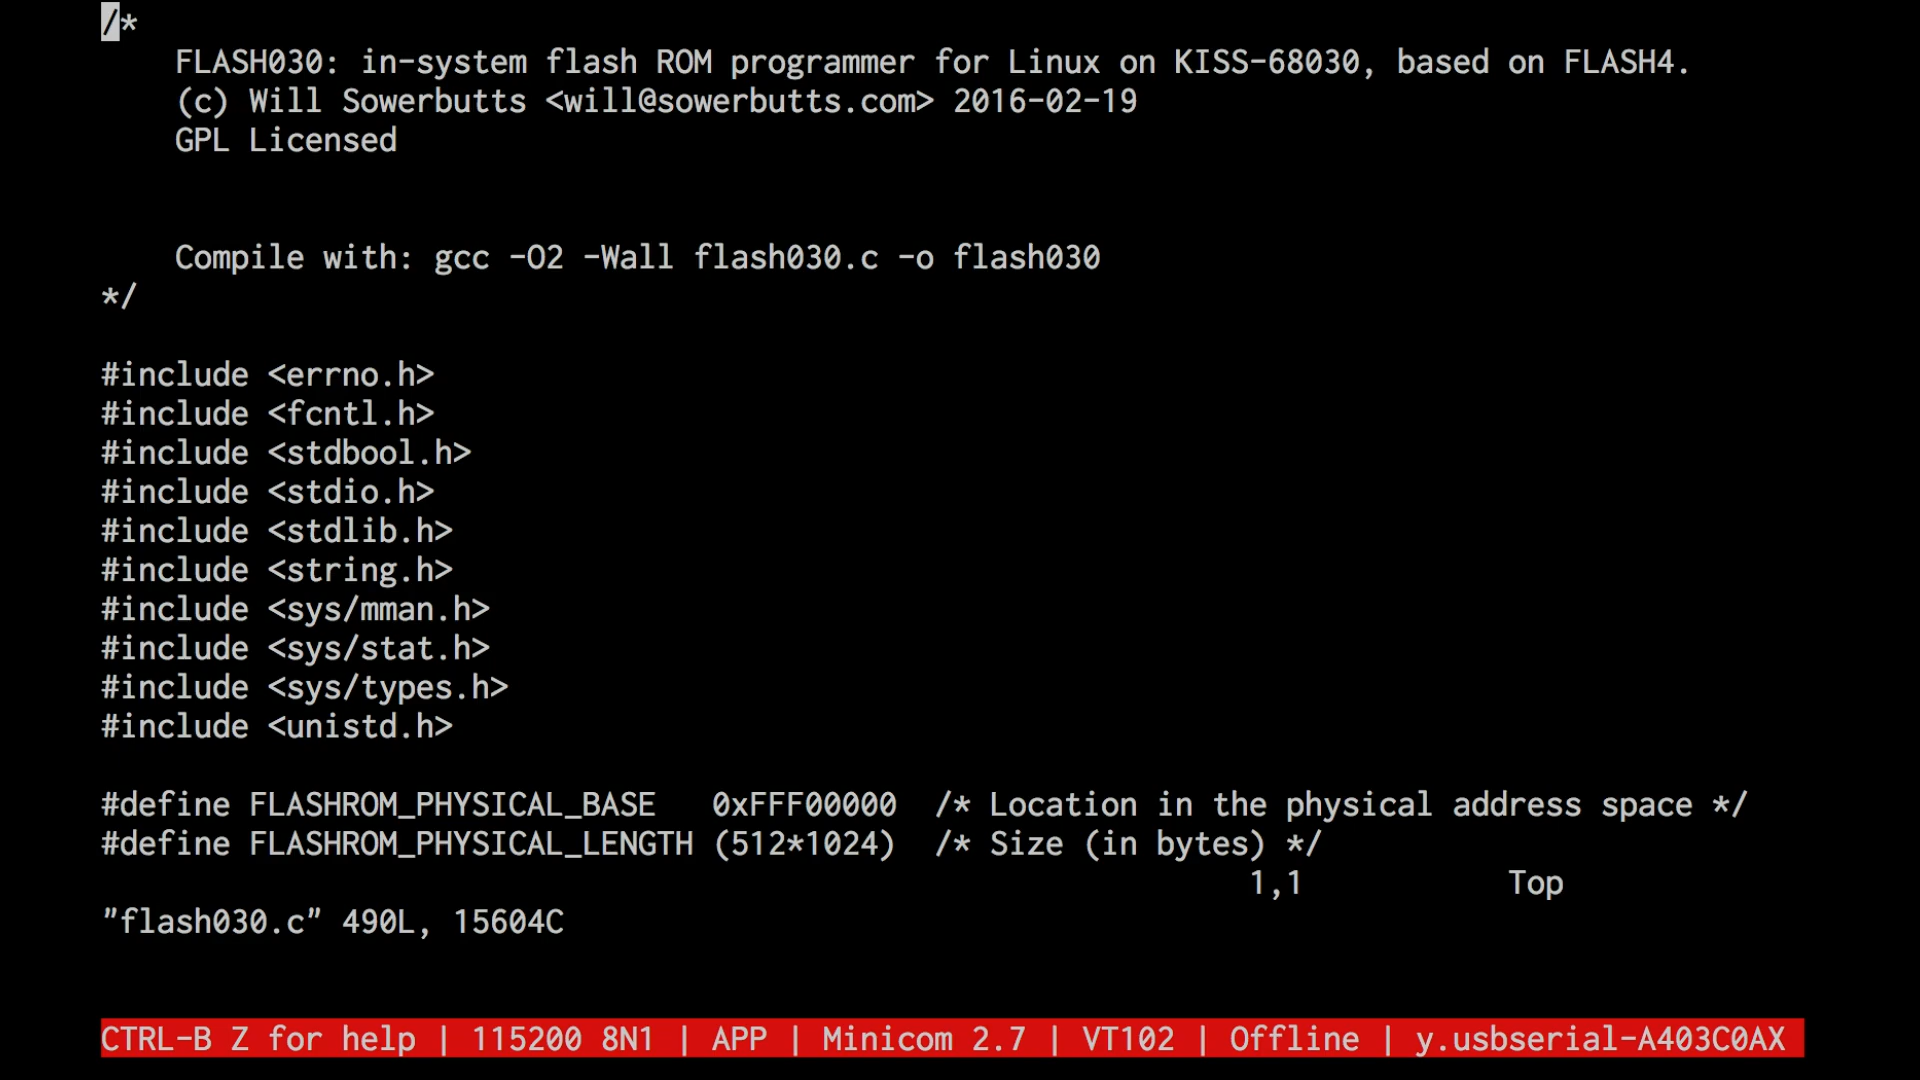 /*
    FLASH030: in-system flash ROM programmer for Linux on KISS-68030, based on FLASH4.
    (c) Will Sowerbutts <will@sowerbutts.com> 2016-02-19
    GPL Licensed
    Compile with: gcc -O2 -Wall flash030.c -o flash030
*/
#include <errno.h>
#include <fcntl.h>
#include <stdbool.h>
#include <stdio.h>
#include <stdlib.h>
#include <string.h>
#include <sys/mman.h>
#include <sys/stat.h>
#include <sys/types.h>
#include <unistd.h>
#define FLASHROM_PHYSICAL_BASE   0xFFF00000  /* Location in the physical address space */
#define FLASHROM_PHYSICAL_LENGTH (512*1024)  /* Size (in bytes) */
1,1           Top
"flash030.c" 490L, 15604C
CTRL-B Z for help | 115200 8N1 | APP | Minicom 2.7 | VT102 | Offline | y.usbserial-A403C0AX